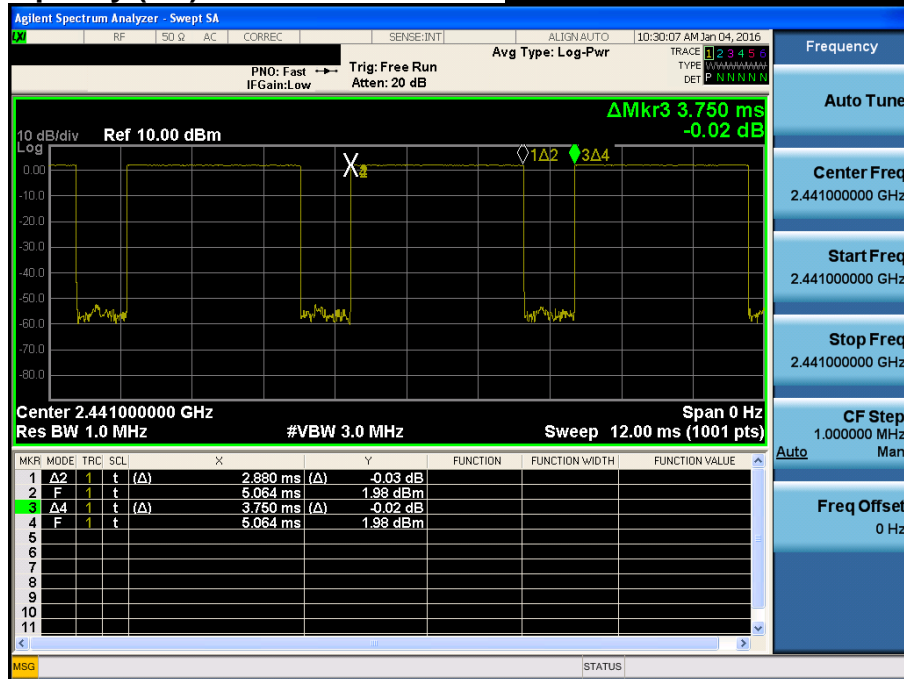 Agilent Spectrum Analyzer - Swept SA
LXI RF 50 Ω AC CORREC SENSE:INT ALIGN AUTO 10:30:07 AM Jan 04, 2016
Avg Type: Log-Pwr TRACE 1 2 3 4 5 6
PNO: Fast Trig: Free Run TYPE
IFGain:Low Atten: 20 dB DET P N N N N N
ΔMkr3 3.750 ms
-0.02 dB
10 dB/div Ref 10.00 dBm
Log
1Δ2 3Δ4
0.00
-10.0
-20.0
-30.0
-40.0
-50.0
-60.0
-70.0
-80.0
Center 2.441000000 GHz Span 0 Hz
Res BW 1.0 MHz #VBW 3.0 MHz Sweep 12.00 ms (1001 pts)
MKR MODE TRC SCL X Y FUNCTION FUNCTION WIDTH FUNCTION VALUE
1 Δ2 1 t (Δ) 2.880 ms (Δ) -0.03 dB
2 F 1 t 5.064 ms 1.98 dBm
3 Δ4 1 t (Δ) 3.750 ms (Δ) -0.02 dB
4 F 1 t 5.064 ms 1.98 dBm
5
6
7
8
9
10
11
MSG STATUS
Frequency
Auto Tune
Center Freq
2.441000000 GHz
Start Freq
2.441000000 GHz
Stop Freq
2.441000000 GHz
CF Step
1.000000 MHz
Auto Man
Freq Offset
0 Hz